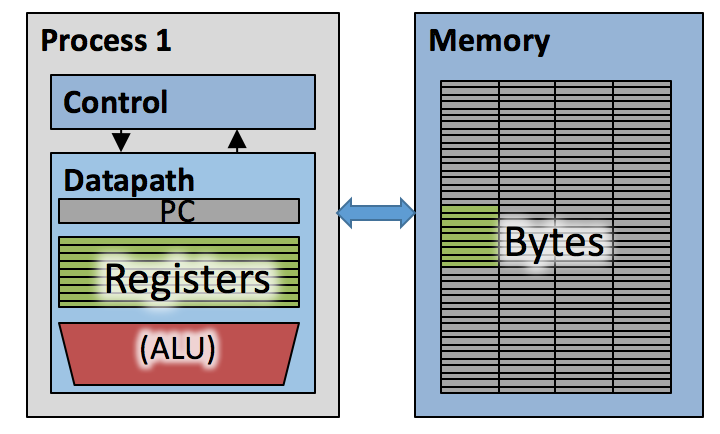 Process 1
Control
Datapath
PC
Registers
(ALU)
Memory
Bytes